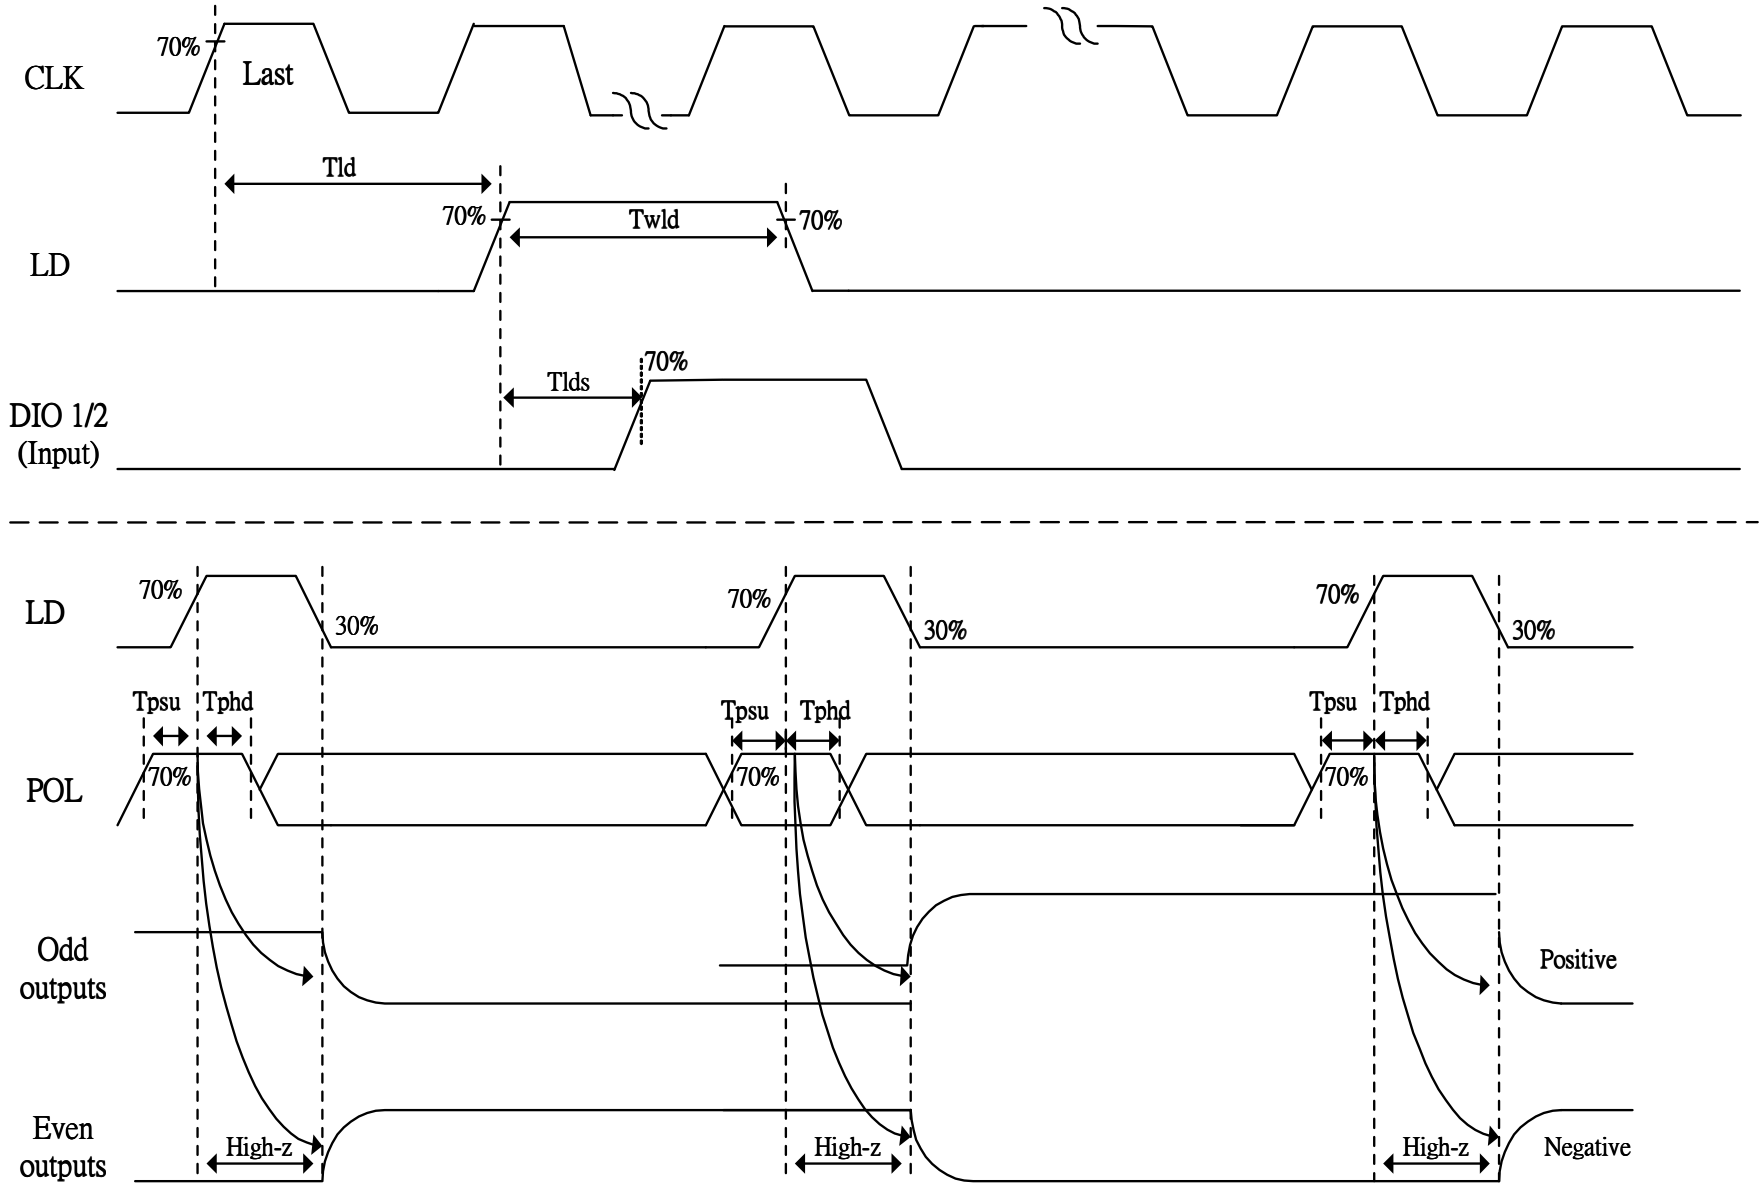 70%
CLK
Last
Tld
70%
Twld
70%
LD
70%
Tlds
DIO 1/2
(Input)
70%
70%
70%
LD
30%
30%
30%
Tpsu
Tphd
Tpsu
Tphd
Tpsu
Tphd
POL
70%
70%
70%
Odd
outputs
Positive
Even
outputs
High-z
High-z
High-z
Negative